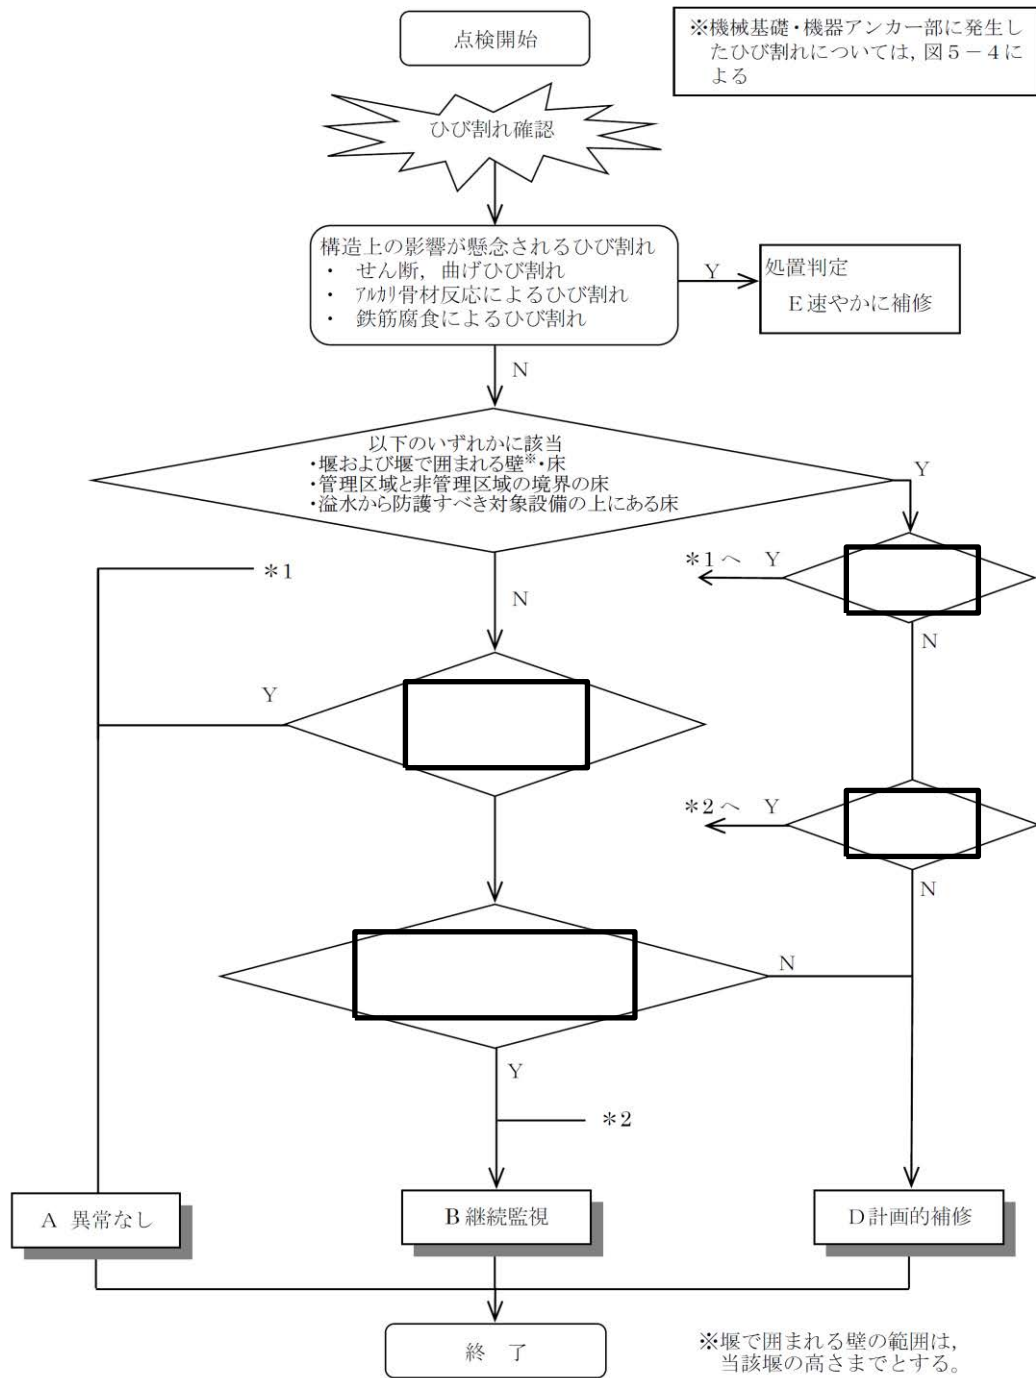 点検開始
※機械基礎・機器アンカー部に発生し
たひび割れについては,図5-4に
よる
ひび割れ確認
構造上の影響が懸念されるひび割れ
・ せん断,曲げひび割れ
・ ｱﾙｶﾘ骨材反応によるひび割れ
・ 鉄筋腐食によるひび割れ
Y
処置判定
E速やかに補修
N
以下のいずれかに該当
・堰および堰で囲まれる壁※・床
・管理区域と非管理区域の境界の床
・溢水から防護すべき対象設備の上にある床
Y
*1
*1へ Y
N
N
Y
*2へ Y
N
N
Y
*2
A 異常なし
B継続監視
D計画的補修
終 了
※堰で囲まれる壁の範囲は,
当該堰の高さまでとする。